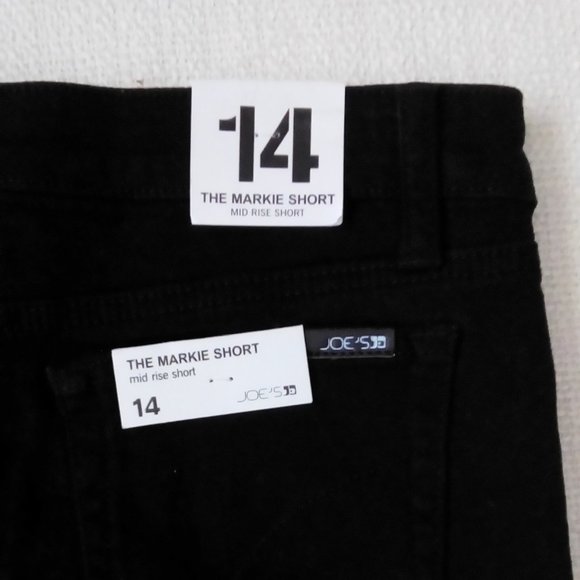 14
THE MARKIE SHORT
MID RISE SHORT
JOE'S
THE MARKIE SHORT
mid rise short
14
JOE'S